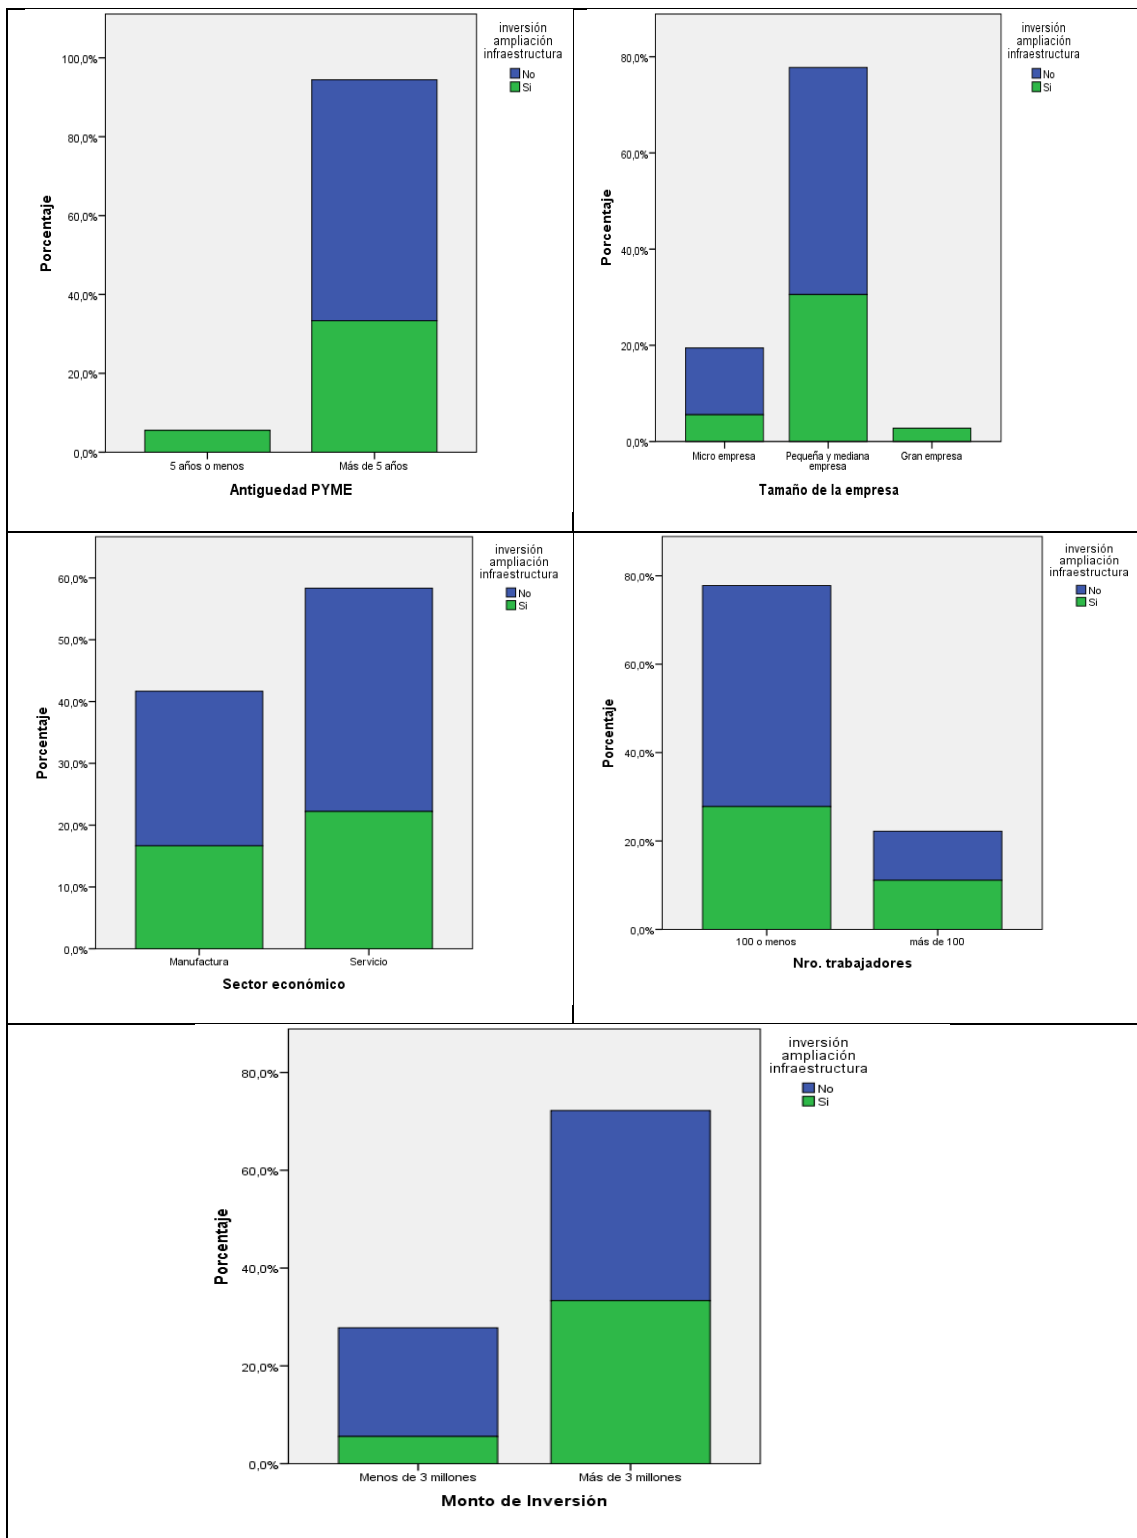 inversión
ampliación
infraestructura
No
Si
100,0%
80,0%
60,0%
40,0%
20,0%
0,0%
Porcentaje
5 años o menos
Más de 5 años
Antiguedad PYME
inversión
ampliación
infraestructura
No
Si
80,0%
60,0%
40,0%
20,0%
0,0%
Porcentaje
Micro empresa
Pequeña y mediana
empresa
Gran empresa
Tamaño de la empresa
inversión
ampliación
infraestructura
No
Si
60,0%
50,0%
40,0%
30,0%
20,0%
10,0%
0,0%
Porcentaje
Manufactura
Servicio
Sector económico
inversión
ampliación
infraestructura
No
Si
80,0%
60,0%
40,0%
20,0%
0,0%
Porcentaje
100 o menos
más de 100
Nro. trabajadores
inversión
ampliación
infraestructura
No
Si
80,0%
60,0%
40,0%
20,0%
0,0%
Porcentaje
Menos de 3 millones
Más de 3 millones
Monto de Inversión